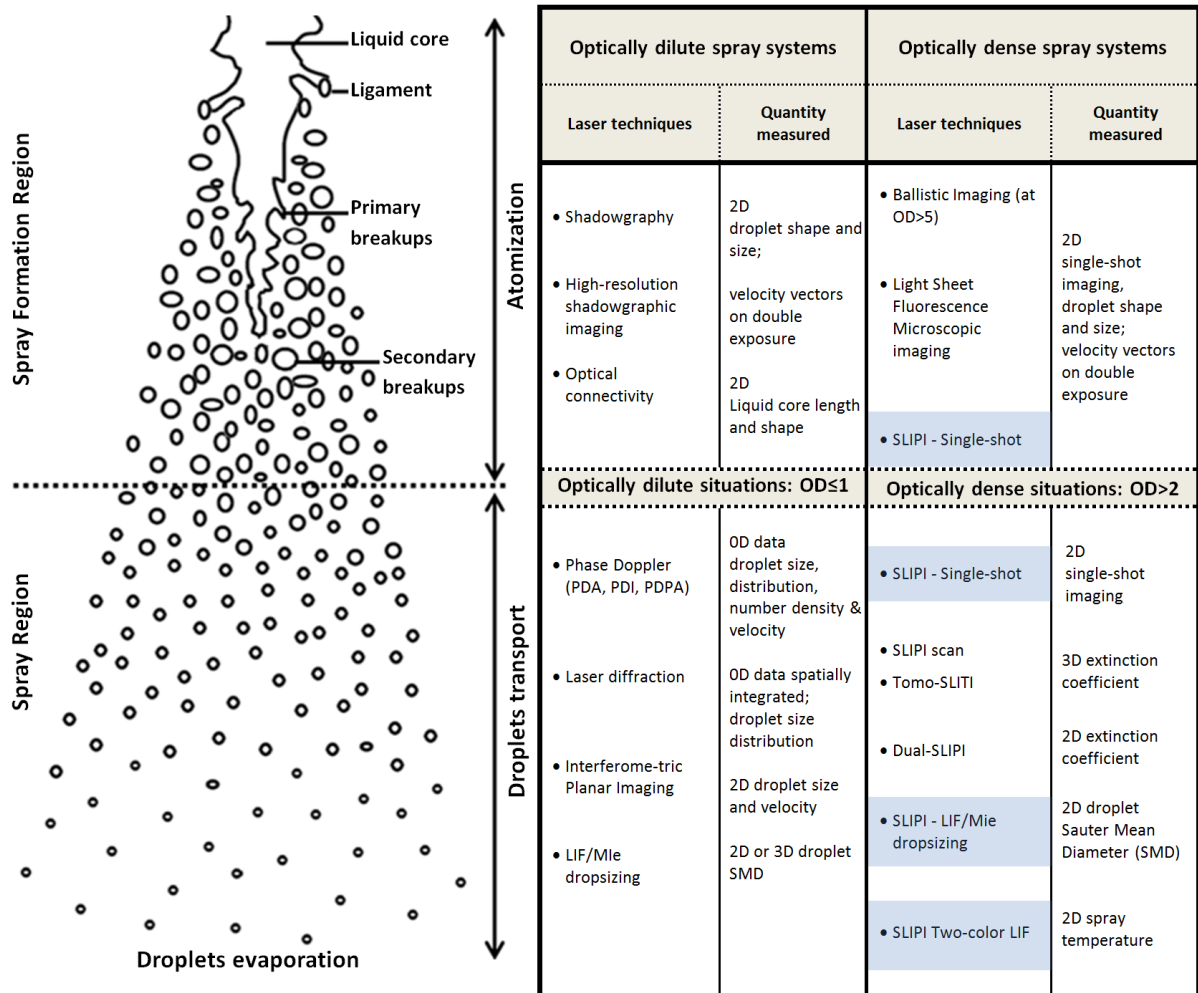 Liquid core
Ligament
Primary
breakups
Secondary
breakups
Spray Formation Region
Atomization
Spray Region
Droplets transport
Droplets evaporation
Optically dilute spray systems
Optically dense spray systems
Laser techniques
Quantity
measured
Laser techniques
Quantity
measured
• Shadowgraphy
• High-resolution
shadowgraphic
imaging
• Optical
connectivity
2D
droplet shape and
size;
velocity vectors
on double
exposure
2D
Liquid core length
and shape
• Ballistic Imaging (at
OD>5)
• Light Sheet
Fluorescence
Microscopic
imaging
• SLIPI - Single-shot
2D
single-shot
imaging,
droplet shape
and size;
velocity vectors
on double
exposure
Optically dilute situations: OD≤1
Optically dense situations: OD>2
• Phase Doppler
(PDA, PDI, PDPA)
• Laser diffraction
• Interferome-tric
Planar Imaging
• LIF/MIe
dropsizing
0D data
droplet size,
distribution,
number density &
velocity
0D data spatially
integrated;
droplet size
distribution
2D droplet size
and velocity
2D or 3D droplet
SMD
• SLIPI - Single-shot
• SLIPI scan
• Tomo-SLITI
• Dual-SLIPI
• SLIPI - LIF/Mie
dropsizing
• SLIPI Two-color LIF
2D
single-shot
imaging
3D extinction
coefficient
2D extinction
coefficient
2D droplet
Sauter Mean
Diameter (SMD)
2D spray
temperature